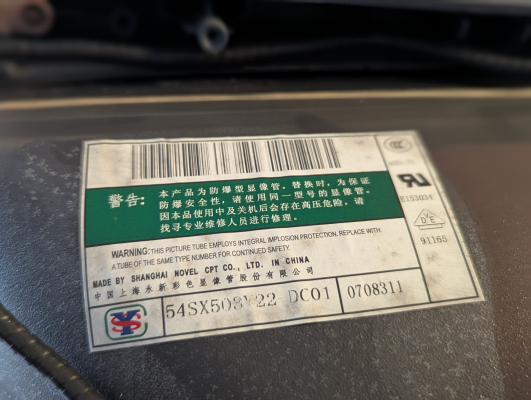 警告:
本产品为防爆型显像管。替换时，为保证
防爆安全性，请使用同一型号的显像管。
因本品使用中及关机后会存在高压危险，请
找寻专业维修人员进行修理。
WARNING: THIS PICTURE TUBE EMPLOYS INTEGRAL IMPLOSION PROTECTION. REPLACE WITH
A TUBE OF THE SAME TYPE NUMBER FOR CONTINUED SAFETY.
MADE BY SHANGHAI NOVEL CPT CO., LTD. IN CHINA
中国上海永新彩色显像管股份有限公司
54SX503Y22 DC01
0708311
E153034
VDE
91165